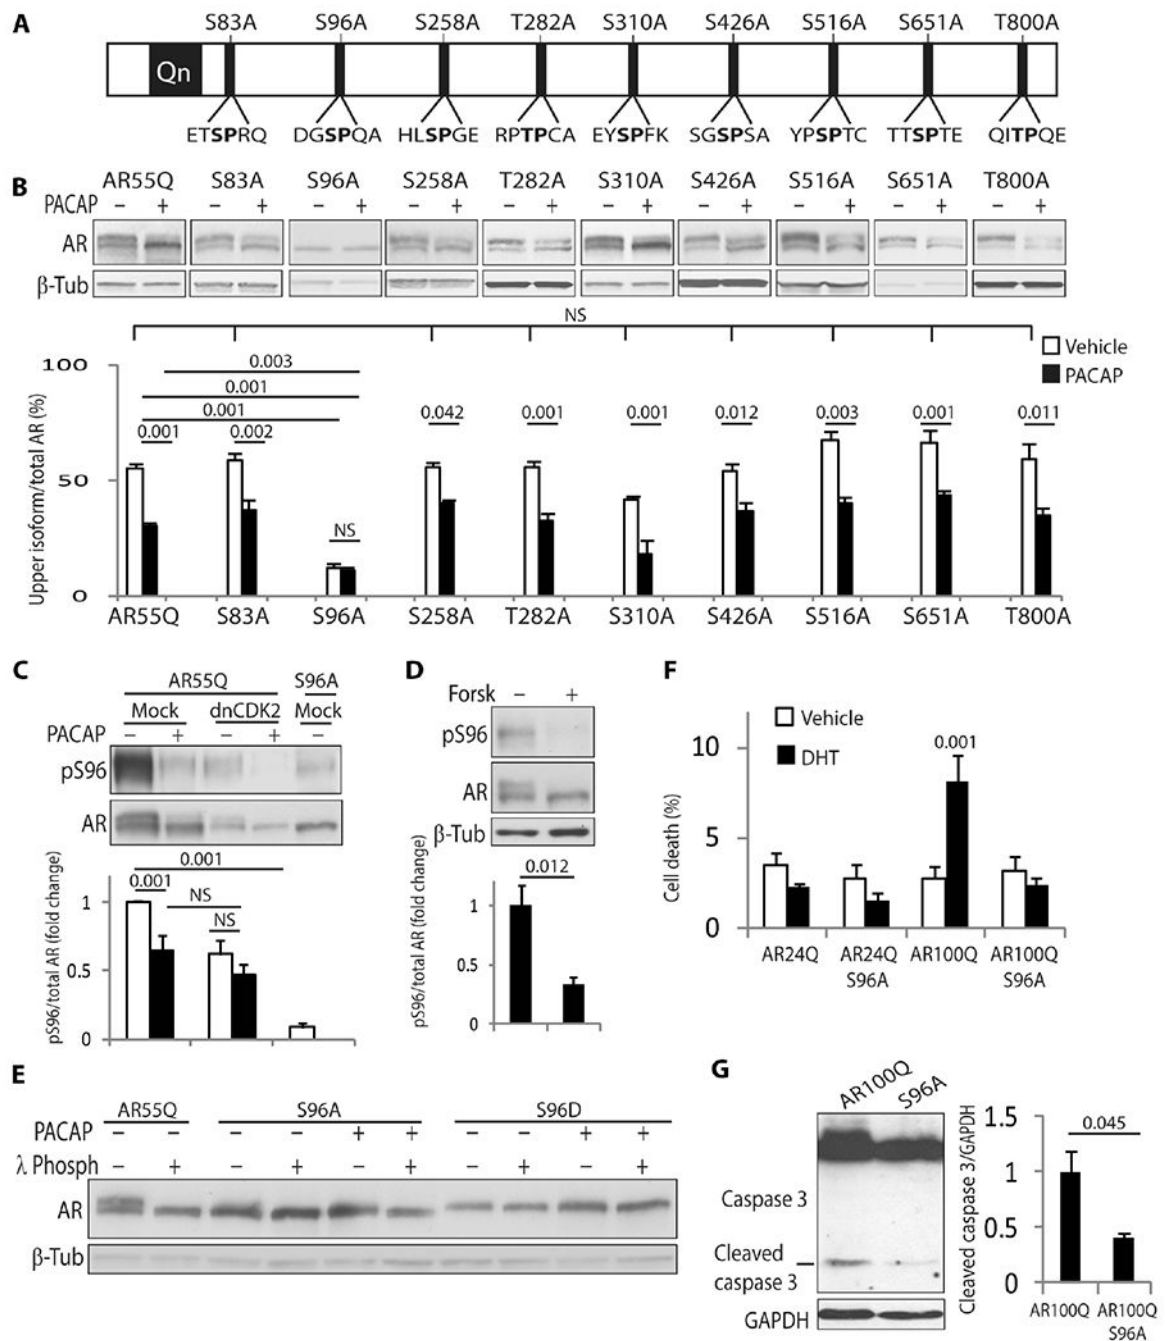 A
S83A S96A S258A T282A S310A S426A S516A S651A T800A
Qn
ETSPRQ DGSPQA HLSPGE RPTPCA EYSPFK SGSPSA YPSPTC TTSPTE QITPQE
B
AR55Q S83A S96A S258A T282A S310A S426A S516A S651A T800A
PACAP – + – + – + – + – + – + – + – + – + – +
AR
β-Tub
NS
Vehicle
PACAP
Upper isoform/total AR (%)
100
50
0
0.003
0.001
0.001
0.001 0.002 NS 0.042 0.001 0.001 0.012 0.003 0.001 0.011
AR55Q S83A S96A S258A T282A S310A S426A S516A S651A T800A
C
AR55Q S96A
Mock dnCDK2 Mock
PACAP – + – + –
pS96
AR
pS96/total AR (fold change)
0.001
0.001 NS
NS
1
0.5
0
D
Forsk – +
pS96
AR
β-Tub
pS96/total AR (fold change)
0.012
1
0.5
0
F
Vehicle
DHT
Cell death (%)
10
5
0
0.001
AR24Q AR24Q AR100Q AR100Q
S96A S96A
E
AR55Q S96A S96D
PACAP – – – – + + – – + +
λ Phosph – + – + – + – + – +
AR
β-Tub
G
AR100Q S96A
Caspase 3
Cleaved
caspase 3
GAPDH
Cleaved caspase 3/GAPDH
1.5
1
0.5
0
0.045
AR100Q AR100Q
S96A